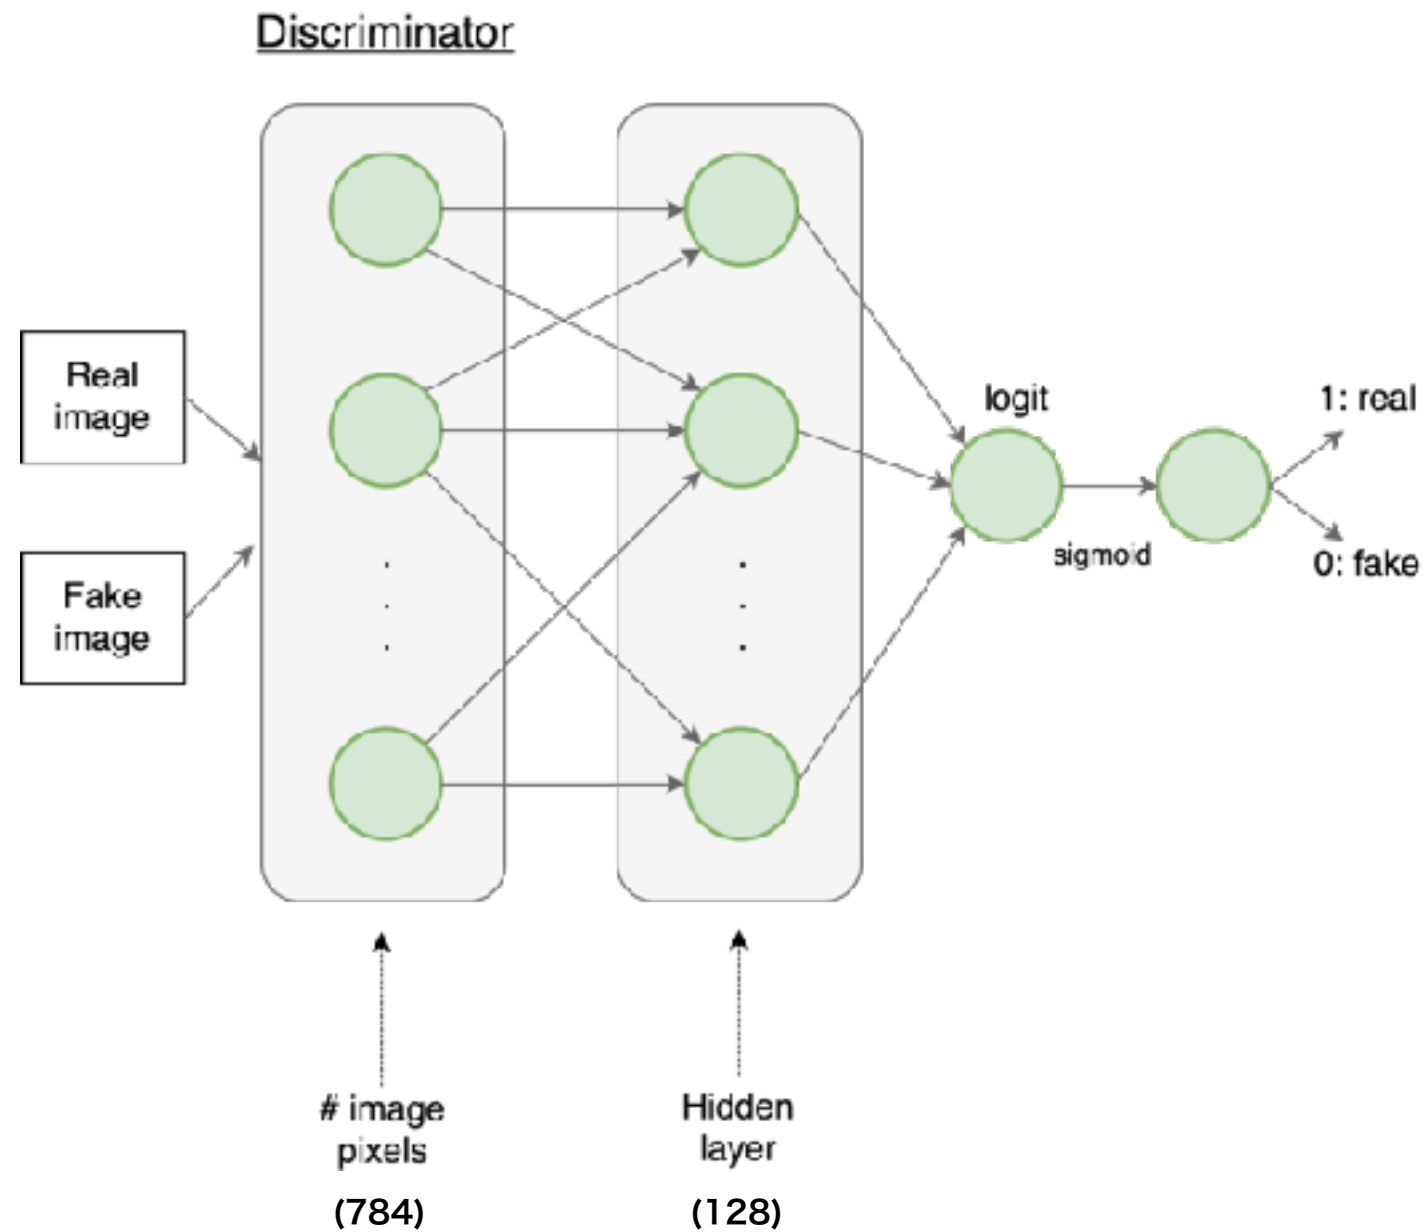 Discriminator
Real
image
Fake
image
logit
sigmoid
1: real
0: fake
# image
pixels
(784)
Hidden
layer
(128)